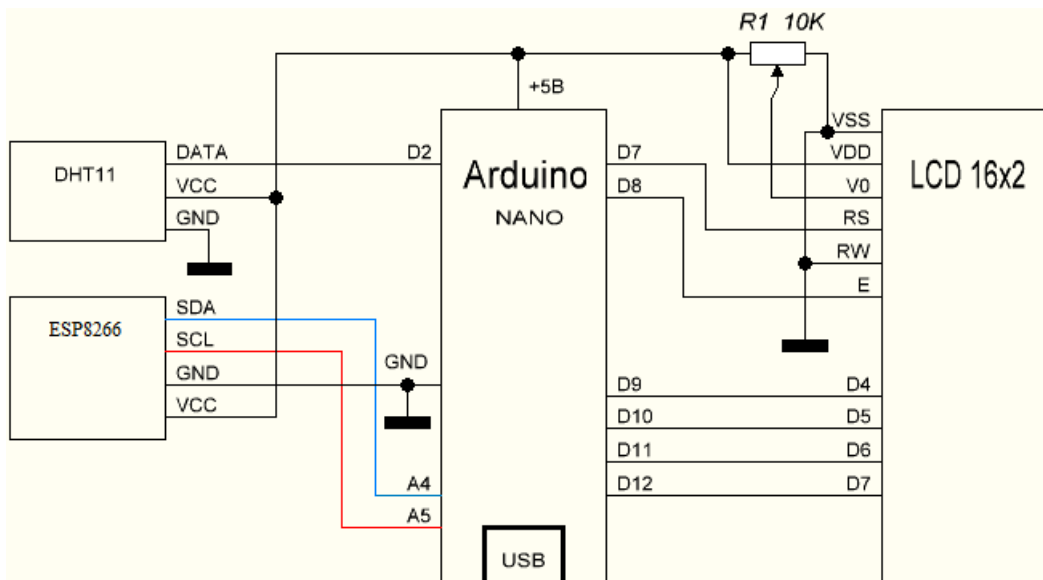 R1 10K
+5В
DHT11
DATA
VCC
GND
D2
Arduino
NANO
D7
D8
VSS
VDD
V0
RS
RW
E
LCD 16x2
ESP8266
SDA
SCL
GND
VCC
GND
A4
A5
D9
D10
D11
D12
D4
D5
D6
D7
USB